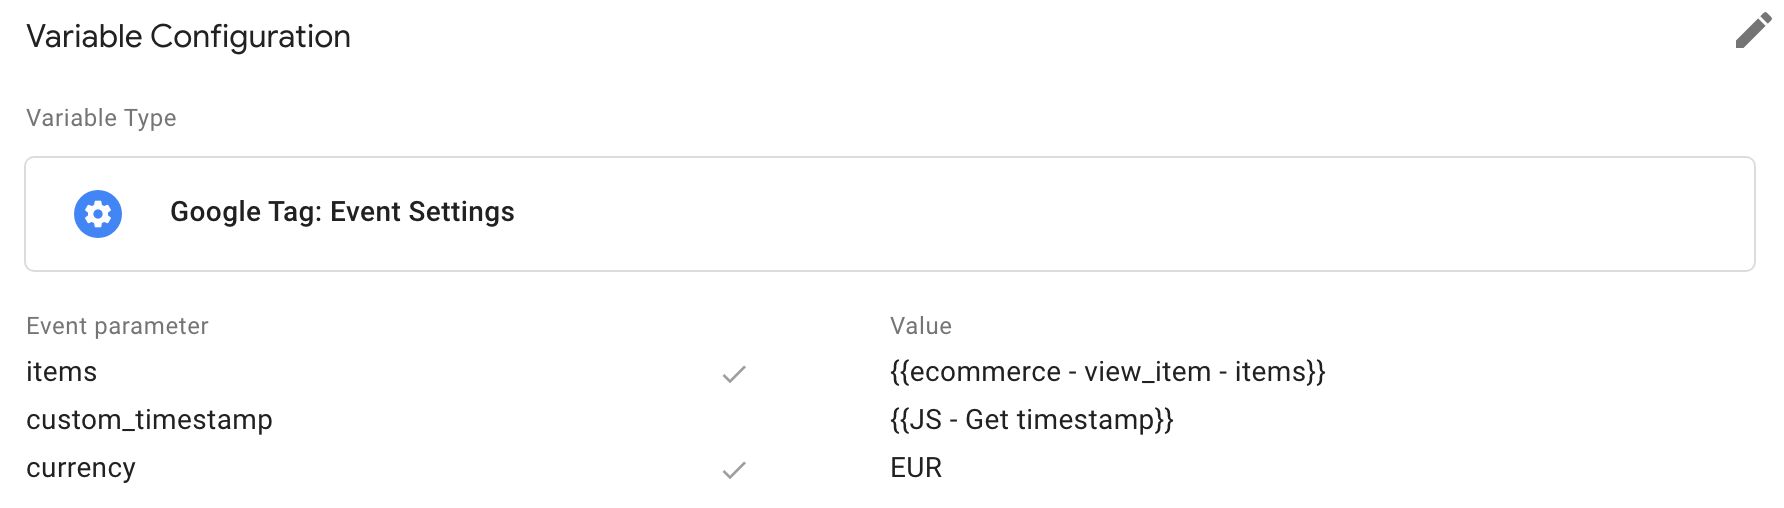 Variable Configuration
Variable Type
Google Tag: Event Settings
Event parameter Value
items {{ecommerce - view_item - items}}
custom_timestamp {{JS - Get timestamp}}
currency EUR